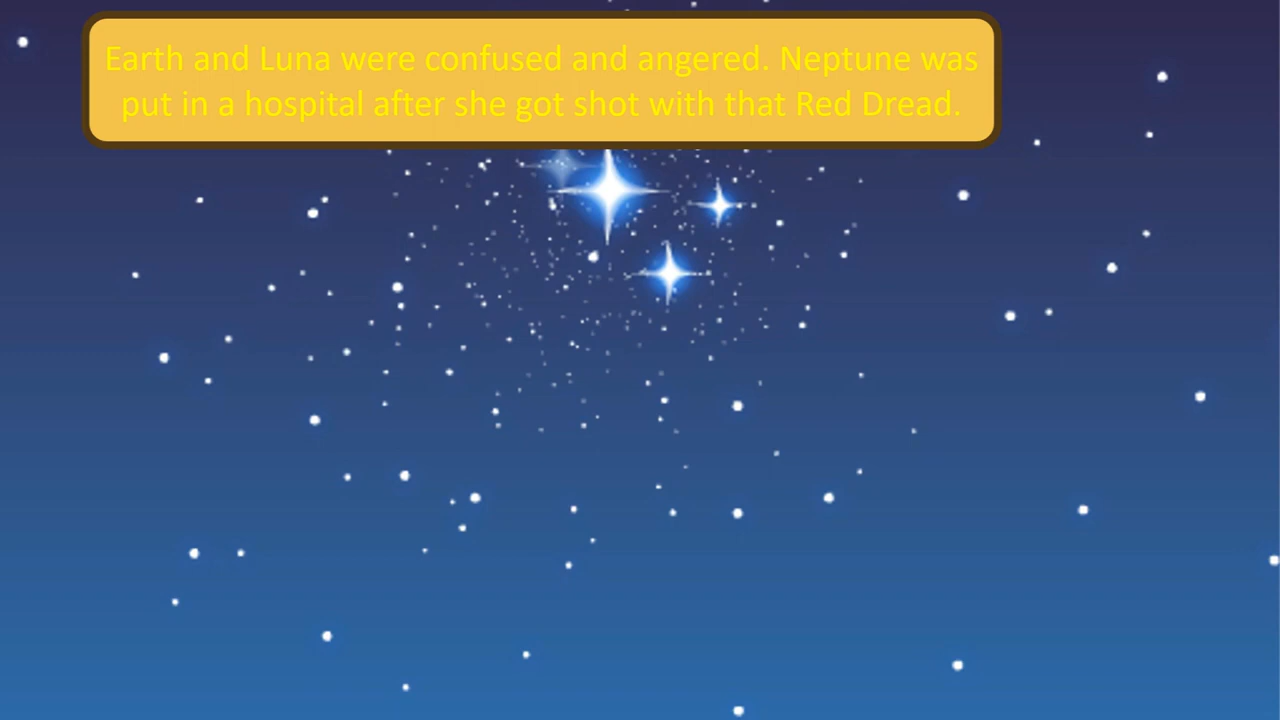 Earth and Luna were confused and angered. Neptune was
put in a hospital after she got shot with that Red Dread.